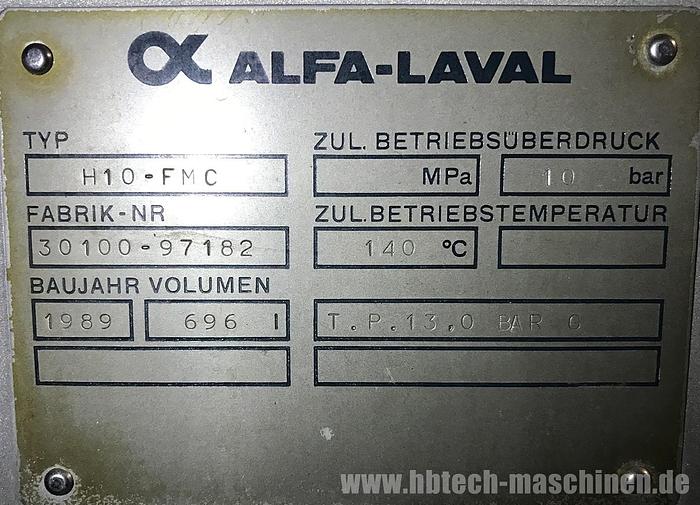 α ALFA-LAVAL
TYP
H10-FMC
FABRIK-NR
30100-97182
BAUJAHR VOLUMEN
1989 696 l
ZUL. BETRIEBSÜBERDRUCK
MPa 10 bar
ZUL.BETRIEBSTEMPERATUR
140 °C
T.P.13,0 BAR G
www.hbtech-maschinen.de